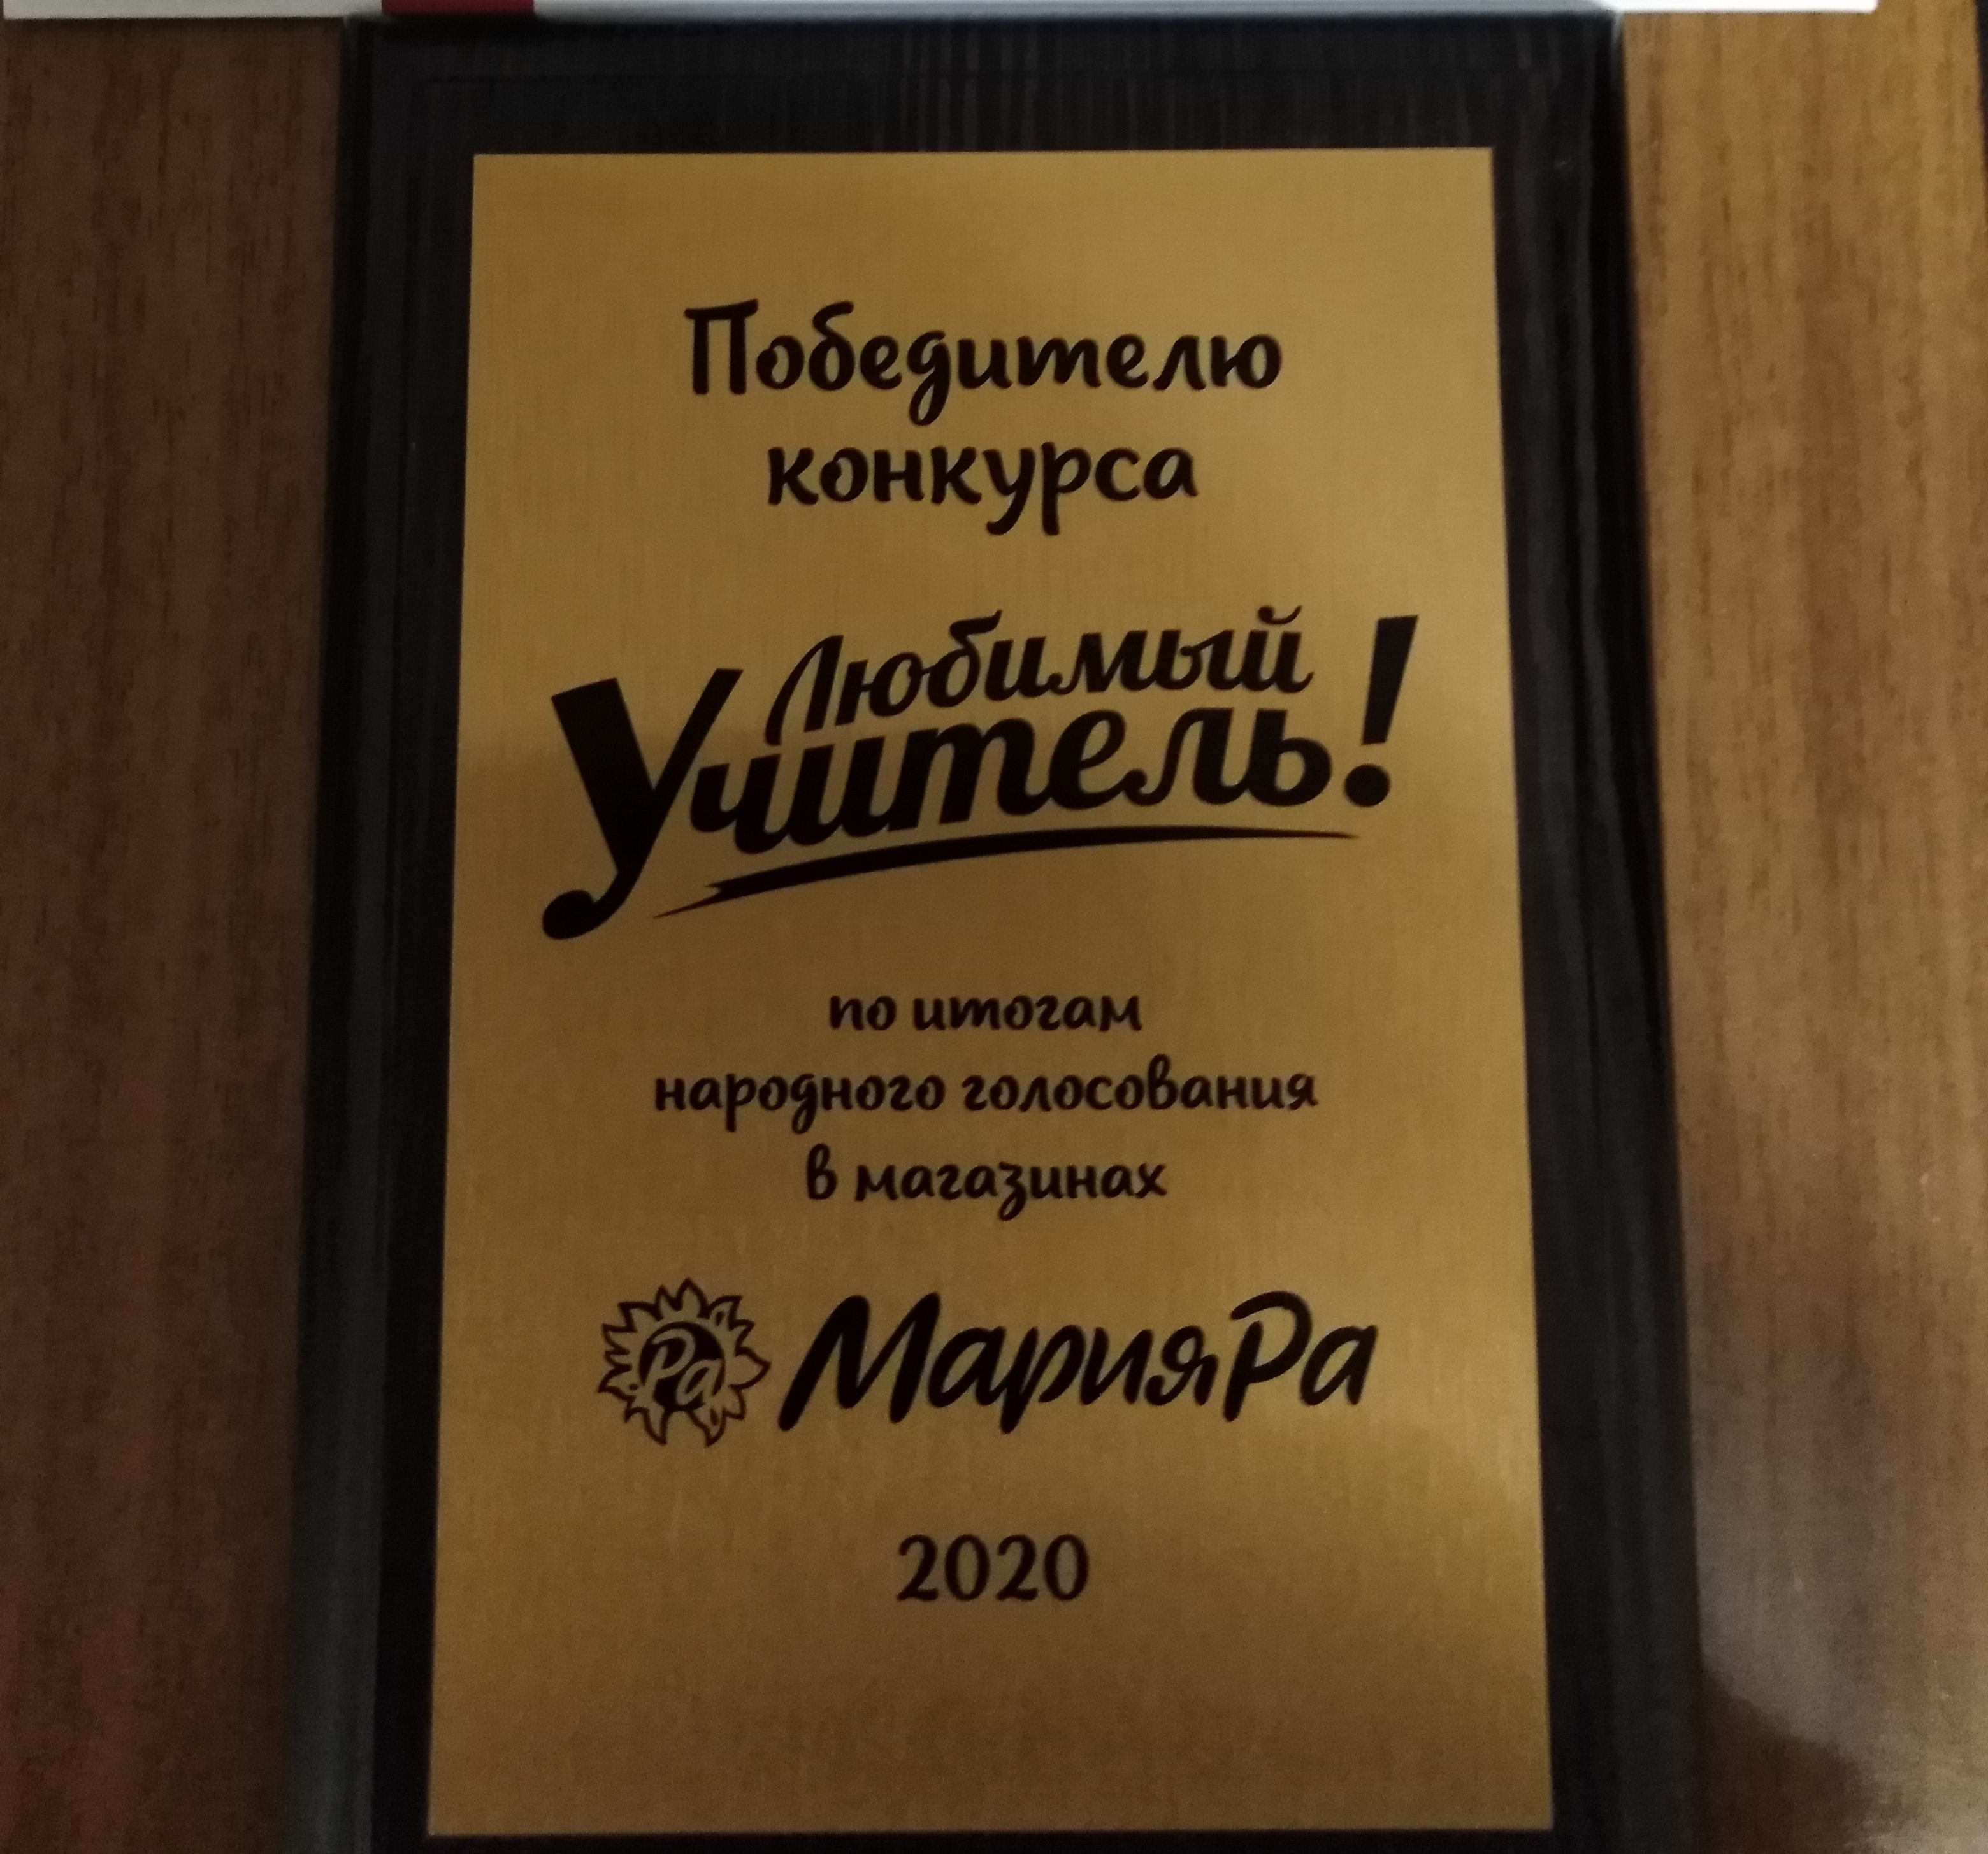 Победителю
конкурса
Любимый
Учитель!
по итогам
народного голосования
в магазинах
Ра МарияРа
2020